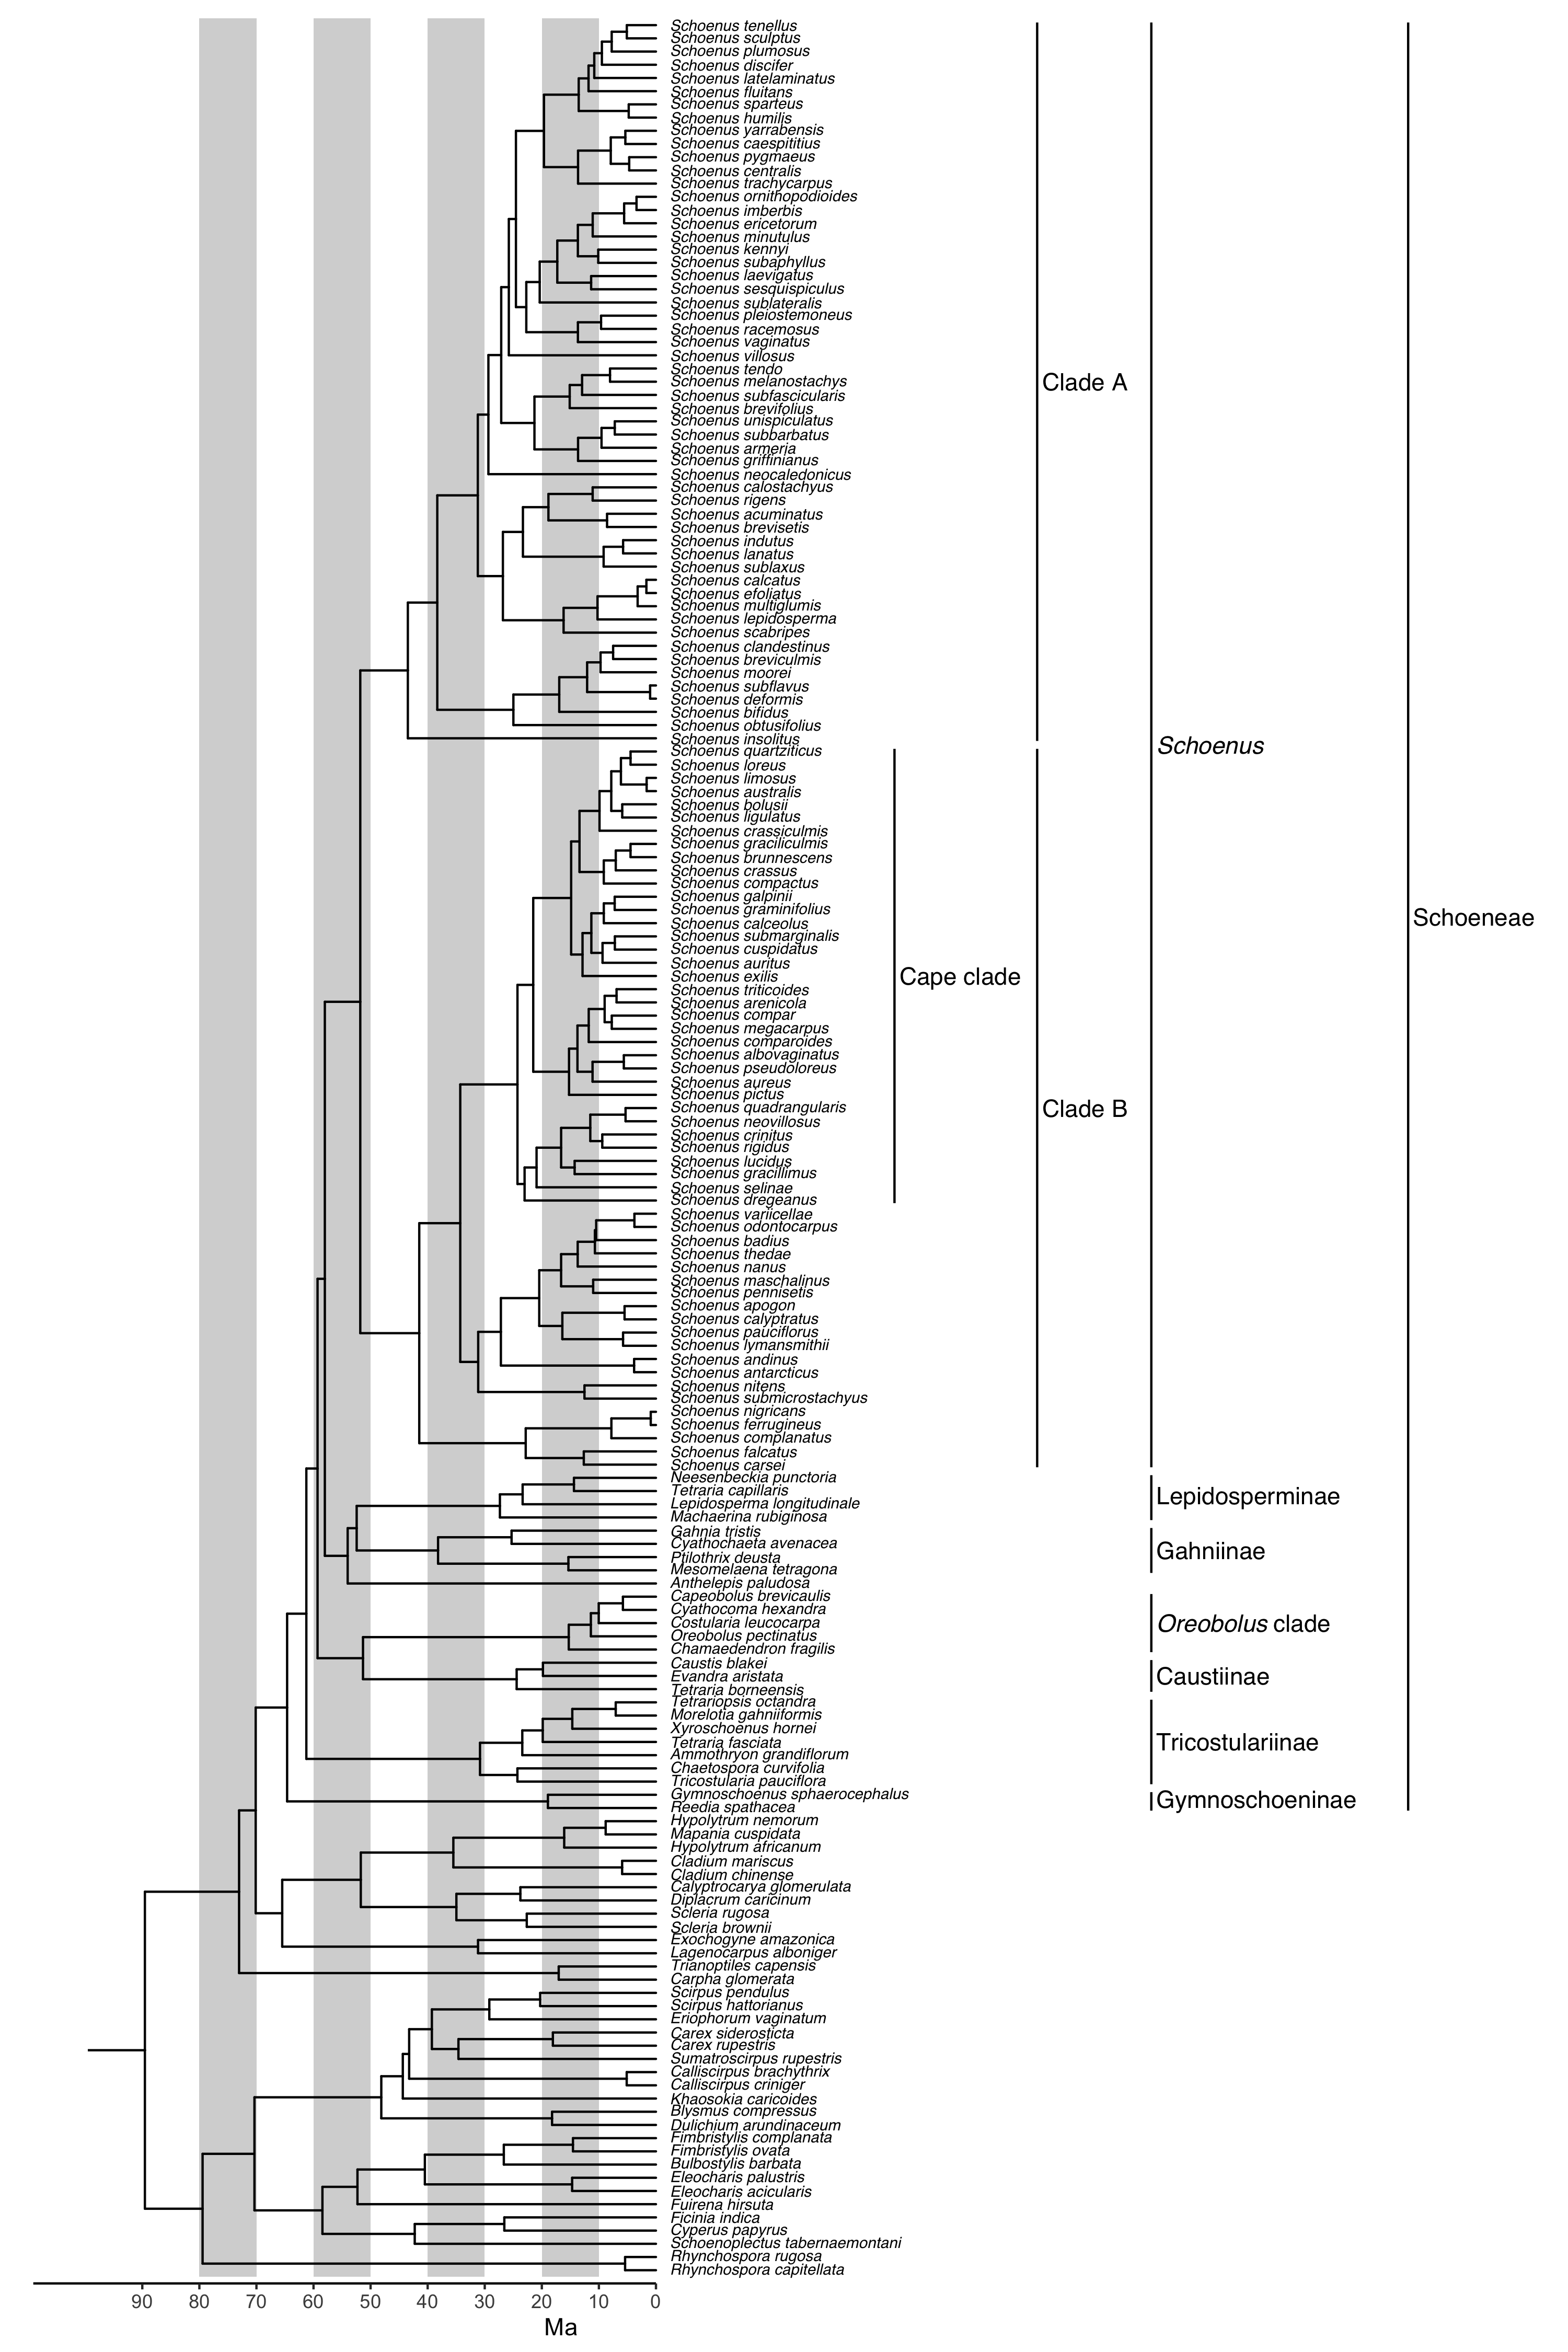 Schoenus tenellus
Schoenus sculptus
Schoenus plumosus
Schoenus discifer
Schoenus latelaminatus
Schoenus fluitans
Schoenus sparteus
Schoenus humilis
Schoenus yarrabensis
Schoenus caespititius
Schoenus pygmaeus
Schoenus centralis
Schoenus trachycarpus
Schoenus ornithopodioides
Schoenus imberbis
Schoenus ericetorum
Schoenus minutulus
Schoenus kennyi
Schoenus subaphyllus
Schoenus laevigatus
Schoenus sesquispiculus
Schoenus sublateralis
Schoenus pleiostemoneus
Schoenus racemosus
Schoenus vaginatus
Schoenus villosus
Schoenus tendo
Schoenus melanostachys
Clade A
Schoenus subfascicularis
Schoenus brevifolius
Schoenus unispiculatus
Schoenus subbarbatus
Schoenus armeria
Schoenus griffinianus
Schoenus neocaledonicus
Schoenus calostachyus
Schoenus rigens
Schoenus acuminatus
Schoenus brevisetis
Schoenus indutus
Schoenus lanatus
Schoenus sublaxus
Schoenus calcatus
Schoenus efoliatus
Schoenus multiglumis
Schoenus lepidosperma
Schoenus scabripes
Schoenus clandestinus
Schoenus breviculmis
Schoenus moorei
Schoenus subflavus
Schoenus deformis
Schoenus bifidus
Schoenus obtusifolius
Schoenus insolitus
Schoenus
Schoenus quartziticus
Schoenus loreus
Schoenus limosus
Schoenus australis
Schoenus bolusii
Schoenus ligulatus
Schoenus crassiculmis
Schoenus graciliculmis
Schoenus brunnescens
Schoenus crassus
Schoenus compactus
Schoenus galpinii
Schoenus graminifolius
Schoeneae
Schoenus calceolus
Schoenus submarginalis
Schoenus cuspidatus
Schoenus auritus
Schoenus exilis
Cape clade
Schoenus triticoides
Schoenus arenicola
Schoenus compar
Schoenus megacarpus
Schoenus comparoides
Schoenus albovaginatus
Schoenus pseudoloreus
Schoenus aureus
Schoenus pictus
Schoenus quadrangularis
Clade B
Schoenus neovillosus
Schoenus crinitus
Schoenus rigidus
Schoenus lucidus
Schoenus gracillimus
Schoenus selinae
Schoenus dregeanus
Schoenus variicellae
Schoenus odontocarpus
Schoenus badius
Schoenus thedae
Schoenus nanus
Schoenus maschalinus
Schoenus pennisetis
Schoenus apogon
Schoenus calyptratus
Schoenus pauciflorus
Schoenus lymansmithii
Schoenus andinus
Schoenus antarcticus
Schoenus nitens
Schoenus submicrostachyus
Schoenus nigricans
Schoenus ferrugineus
Schoenus complanatus
Schoenus falcatus
Schoenus carsei
Neesenbeckia punctoria
Tetraria capillaris
Lepidosperminae
Lepidosperma longitudinale
Machaerina rubiginosa
Gahnia tristis
Cyathochaeta avenacea
Gahniinae
Ptilothrix deusta
Mesomelaena tetragona
Anthelepis paludosa
Capeobolus brevicaulis
Cyathocoma hexandra
Costularia leucocarpa
Oreobolus clade
Oreobolus pectinatus
Chamaedendron fragilis
Caustis blakei
Evandra aristata
Caustiinae
Tetraria borneensis
Tetrariopsis octandra
Morelotia gahniiformis
Xyroschoenus hornei
Tetraria fasciata
Tricostulariinae
Ammothryon grandiflorum
Chaetospora curvifolia
Tricostularia pauciflora
Gymnoschoenus sphaerocephalus
Gymnoschoeninae
Reedia spathacea
Hypolytrum nemorum
Mapania cuspidata
Hypolytrum africanum
Cladium mariscus
Cladium chinense
Calyptrocarya glomerulata
Diplacrum caricinum
Scleria rugosa
Scleria brownii
Exochogyne amazonica
Lagenocarpus alboniger
Trianoptiles capensis
Carpha glomerata
Scirpus pendulus
Scirpus hattorianus
Eriophorum vaginatum
Carex siderosticta
Carex rupestris
Sumatroscirpus rupestris
Calliscirpus brachythrix
Calliscirpus criniger
Khaosokia caricoides
Blysmus compressus
Dulichium arundinaceum
Fimbristylis complanata
Fimbristylis ovata
Bulbostylis barbata
Eleocharis palustris
Eleocharis acicularis
Fuirena hirsuta
Ficinia indica
Cyperus papyrus
Schoenoplectus tabernaemontani
Rhynchospora rugosa
Rhynchospora capitellata
90 80 70 60 50 40 30 20 10 0
Ma